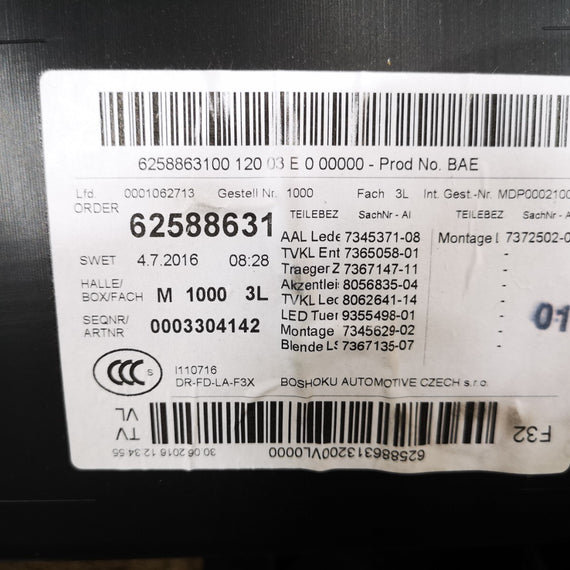 6258863100 120 03 E 0 00000 - Prod No. BAE
Lfd. 0001062713 Gestell Nr. 1000 Fach 3L Int. Gest.-Nr. MDP0002100
ORDER 62588631
TEILEBEZ SachNr - AI TEILEBEZ SachNr - A
AAL Lede 7345371-08 Montage 7372502-0
TVKL Ent 7365058-01 -
SWET 4.7.2016 08:28
Traeger Z 7367147-11 -
Akzentlei 8056835-04 -
HALLE/
BOX/FACH M 1000 3L
TVKL Lec 8062641-14 -
LED Tuer 9355498-01 -
01
SEQNR/
ARTNR 0003304142
Montage 7345629-02 -
Blende LS 7367135-07 -
CCC S
I110716
DR-FD-LA-F3X BOSHOKU AUTOMOTIVE CZECH s.r.o.
F32
TV
VL
625886313200VL0000
30.06.2016 12:34:55